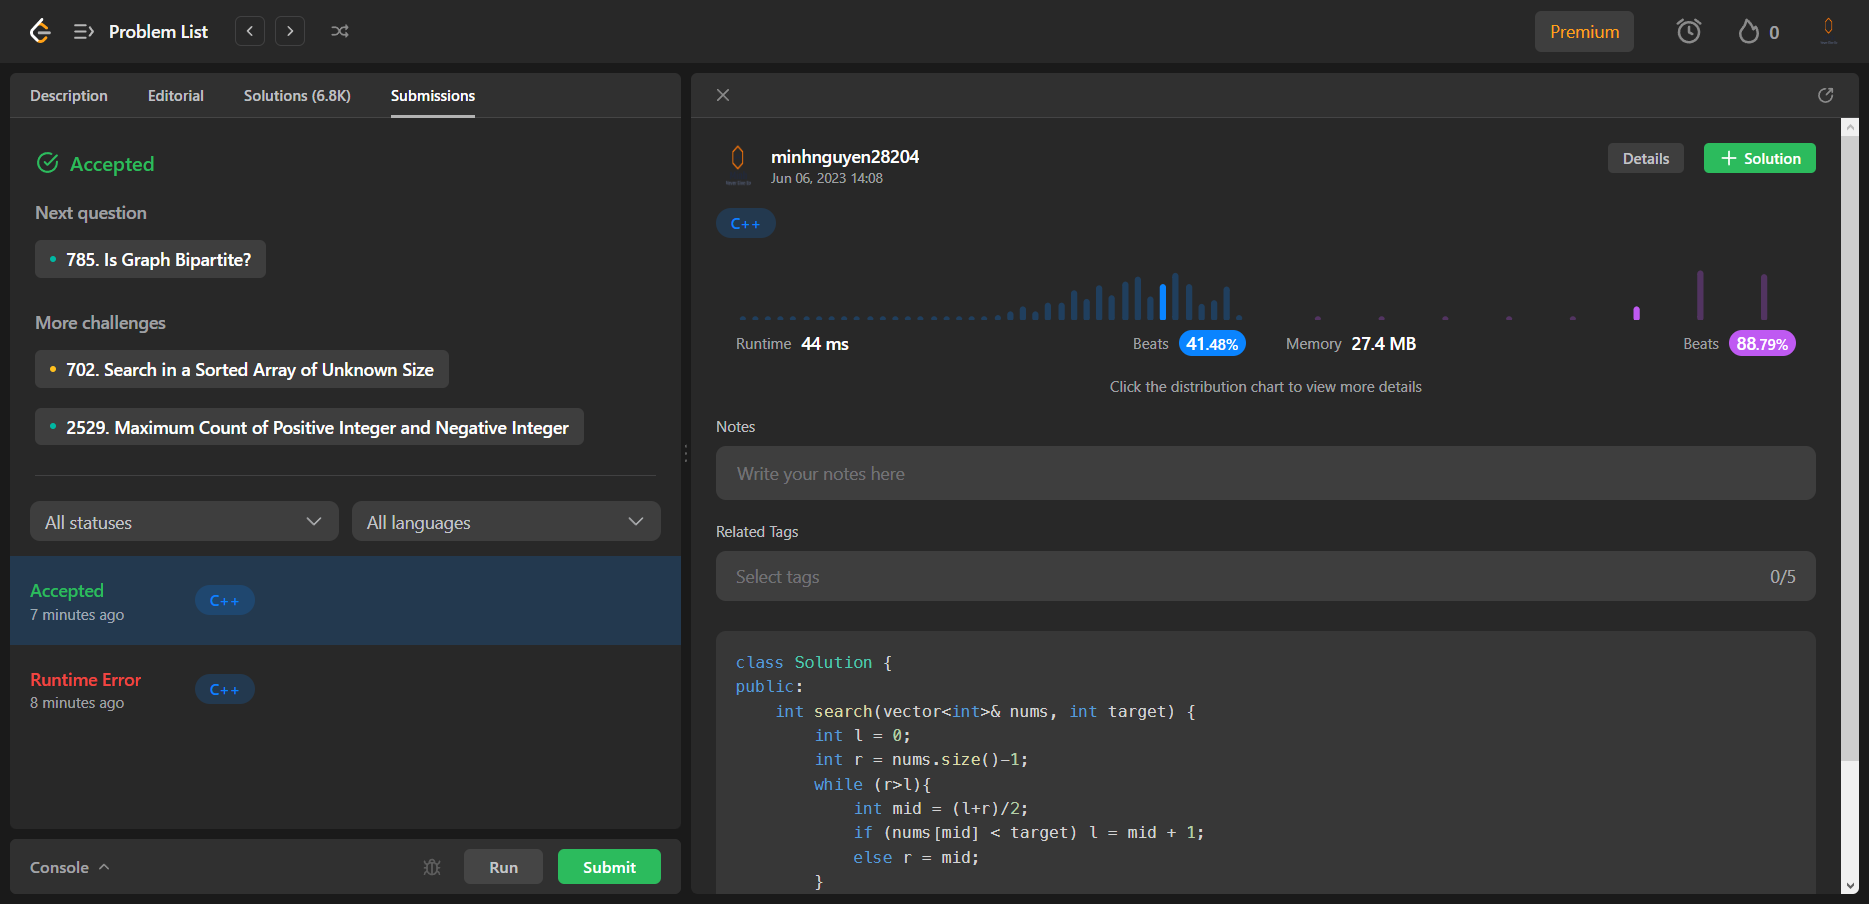 Problem List
Premium
0
Description Editorial Solutions (6.8K) Submissions
Accepted
Next question
785. Is Graph Bipartite?
More challenges
702. Search in a Sorted Array of Unknown Size
2529. Maximum Count of Positive Integer and Negative Integer
All statuses All languages
Accepted
7 minutes ago
C++
Runtime Error
8 minutes ago
C++
Console Run Submit
minhnguyen28204
Jun 06, 2023 14:08
Details Solution
C++
Runtime 44 ms Beats 41.48% Memory 27.4 MB Beats 88.79%
Click the distribution chart to view more details
Notes
Write your notes here
Related Tags
Select tags 0/5
class Solution {
public:
    int search(vector<int>& nums, int target) {
        int l = 0;
        int r = nums.size()-1;
        while (r>l){
            int mid = (l+r)/2;
            if (nums[mid] < target) l = mid + 1;
            else r = mid;
        }